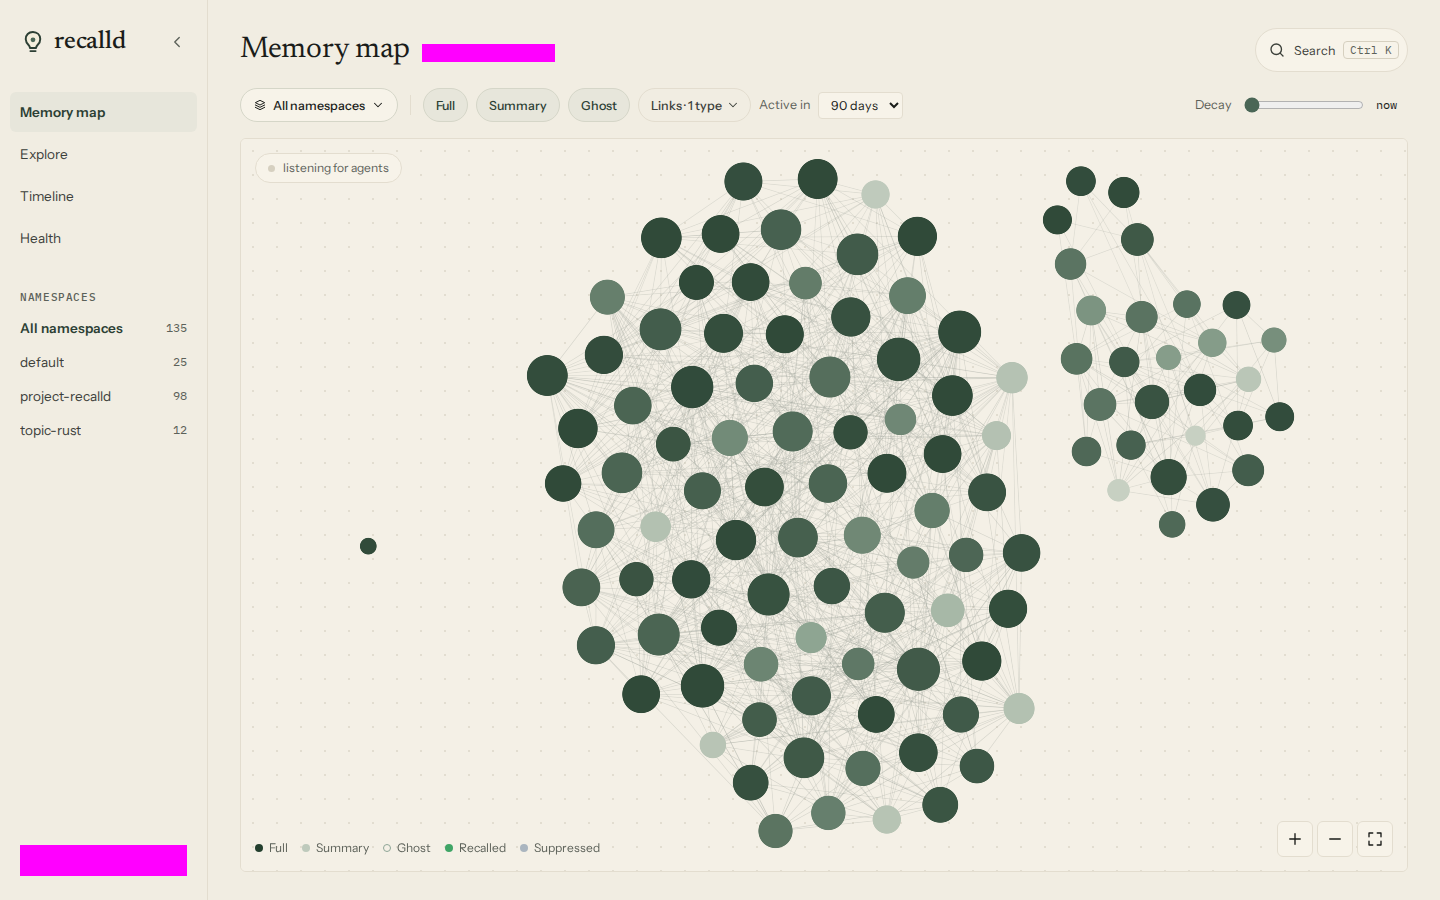 recalld
Memory map
Explore
Timeline
Health
NAMESPACES
All namespaces 135
default 25
project-recalld 98
topic-rust 12
Memory map
Search Ctrl K
All namespaces Full Summary Ghost Links·1 type Active in 90 days Decay now
listening for agents
Full Summary Ghost Recalled Suppressed